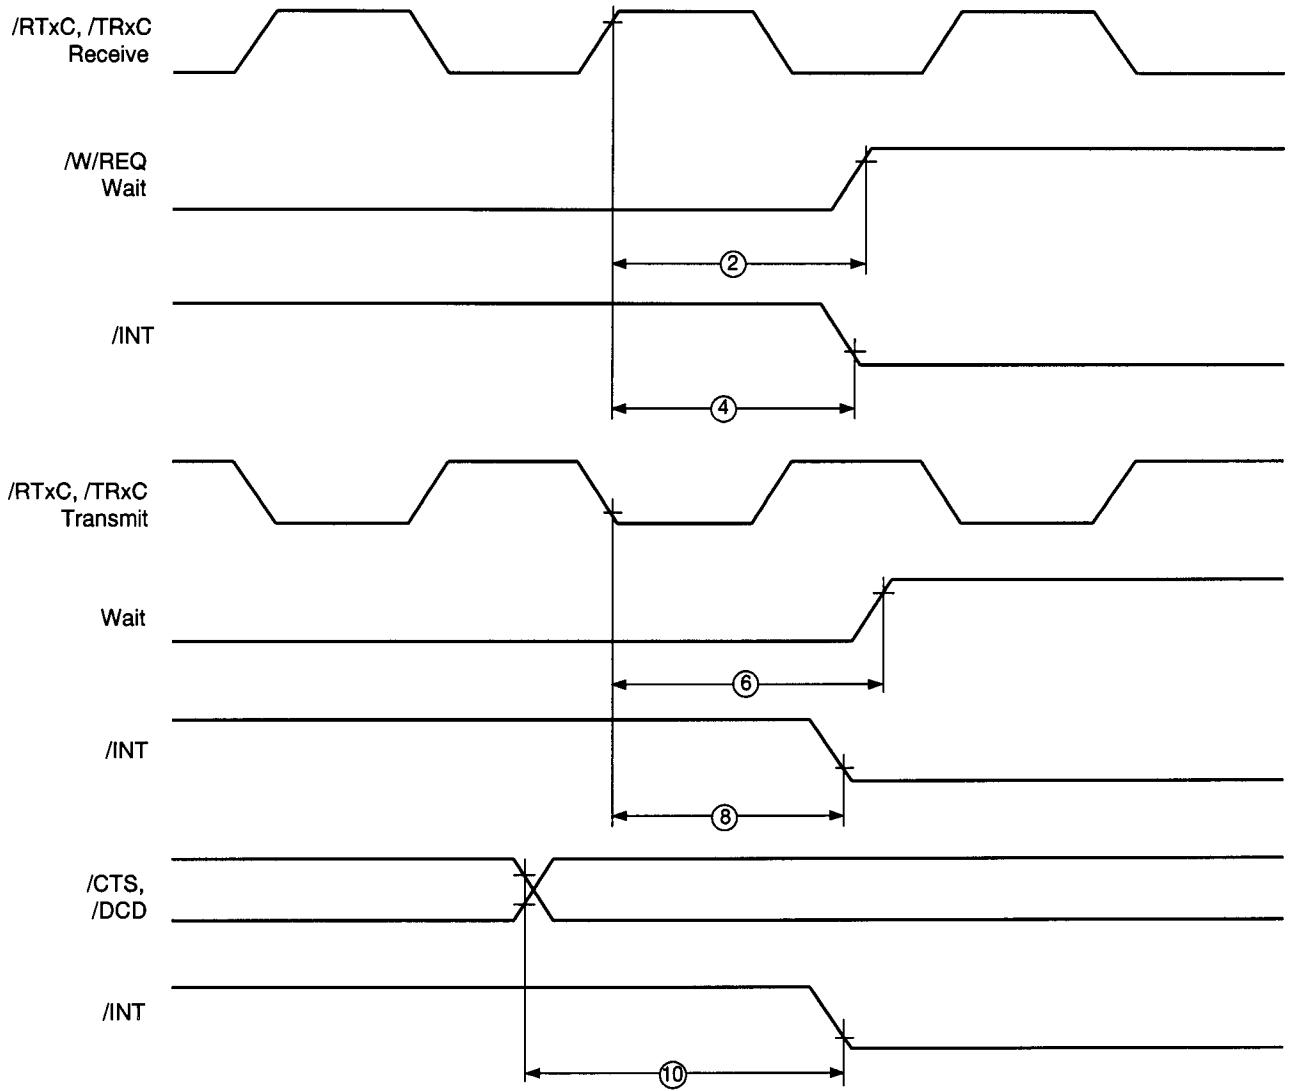 /RTxC, /TRxC
Receive
/W/REQ
Wait
2
/INT
4
/RTxC, /TRxC
Transmit
Wait
6
/INT
8
/CTS,
/DCD
/INT
10